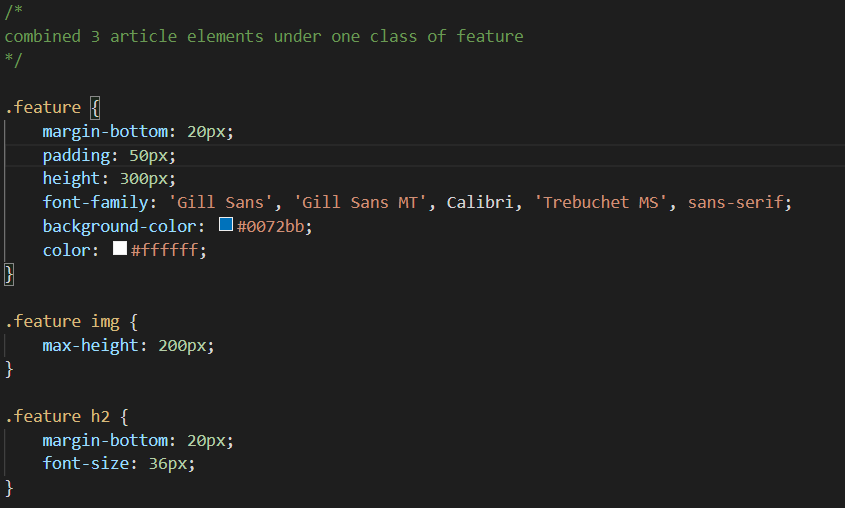 /*
combined 3 article elements under one class of feature
*/
.feature {
margin-bottom: 20px;
padding: 50px;
height: 300px;
font-family: 'Gill Sans', 'Gill Sans MT', Calibri, 'Trebuchet MS', sans-serif;
background-color: #0072bb;
color: #ffffff;
}
.feature img {
max-height: 200px;
}
.feature h2 {
margin-bottom: 20px;
font-size: 36px;
}